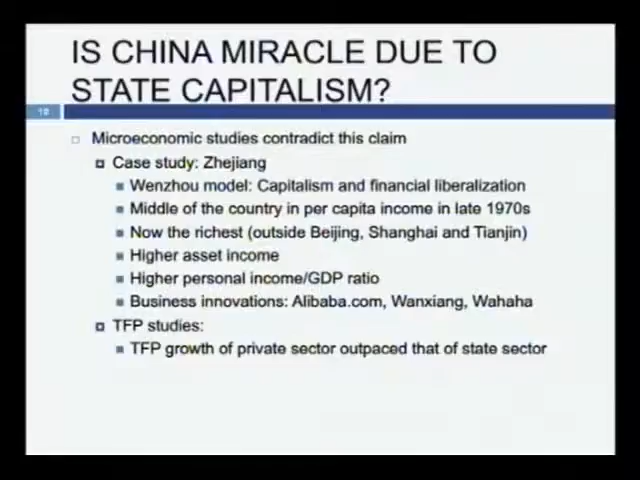 IS CHINA MIRACLE DUE TO
STATE CAPITALISM?
Microeconomic studies contradict this claim
Case study: Zhejiang
Wenzhou model: Capitalism and financial liberalization
Middle of the country in per capita income in late 1970s
Now the richest (outside Beijing, Shanghai and Tianjin)
Higher asset income
Higher personal income/GDP ratio
Business innovations: Alibaba.com, Wanxiang, Wahaha
TFP studies:
TFP growth of private sector outpaced that of state sector